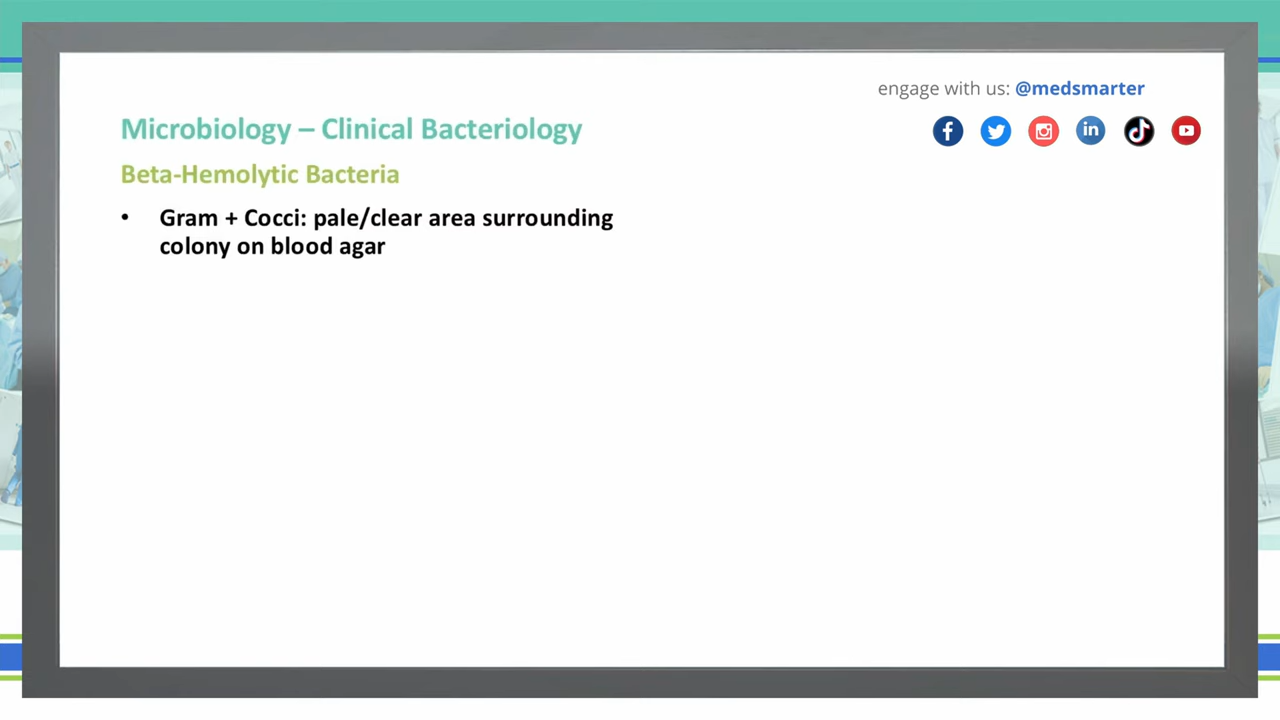 engage with us: @medsmarter
Microbiology – Clinical Bacteriology
Beta-Hemolytic Bacteria
• Gram + Cocci: pale/clear area surrounding
colony on blood agar